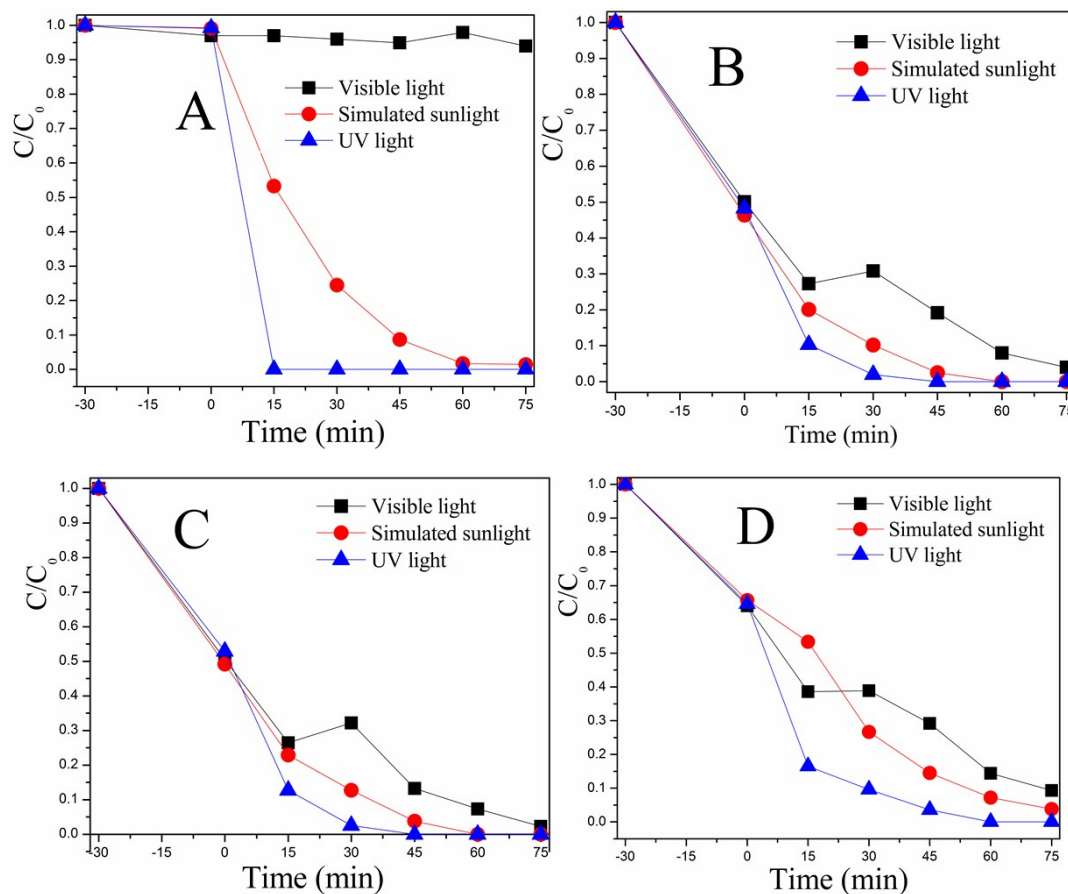 A
C/C₀
1.0
0.9
0.8
0.7
0.6
0.5
0.4
0.3
0.2
0.1
0.0
Visible light
Simulated sunlight
UV light
-30 -15 0 15 30 45 60 75
Time (min)
B
C/C₀
1.0
0.9
0.8
0.7
0.6
0.5
0.4
0.3
0.2
0.1
0.0
Visible light
Simulated sunlight
UV light
-30 -15 0 15 30 45 60 75
Time (min)
C
C/C₀
1.0
0.9
0.8
0.7
0.6
0.5
0.4
0.3
0.2
0.1
0.0
Visible light
Simulated sunlight
UV light
-30 -15 0 15 30 45 60 75
Time (min)
D
C/C₀
1.0
0.9
0.8
0.7
0.6
0.5
0.4
0.3
0.2
0.1
0.0
Visible light
Simulated sunlight
UV light
-30 -15 0 15 30 45 60 75
Time (min)